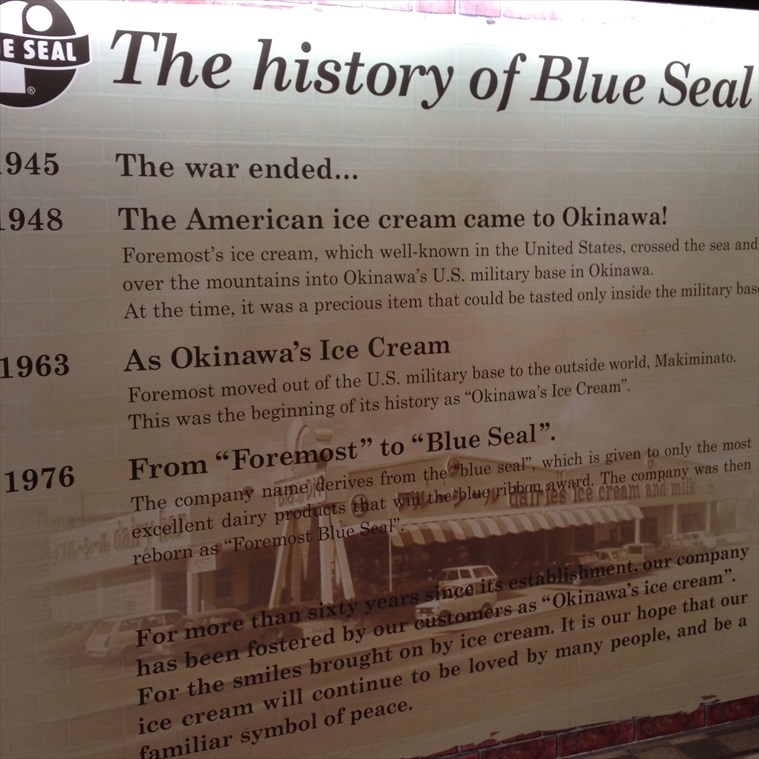 E SEAL
®
The history of Blue Seal
1945 The war ended...
1948 The American ice cream came to Okinawa!
Foremost's ice cream, which well-known in the United States, crossed the sea and
over the mountains into Okinawa's U.S. military base in Okinawa.
At the time, it was a precious item that could be tasted only inside the military base
1963 As Okinawa's Ice Cream
Foremost moved out of the U.S. military base to the outside world, Makiminato.
This was the beginning of its history as "Okinawa's Ice Cream".
1976 From "Foremost" to "Blue Seal".
The company name derives from the "blue seal", which is given to only the most
excellent dairy products that win the blue ribbon award. The company was then
reborn as "Foremost Blue Seal".
dairies ice cream and milk
For more than sixty years since its establishment, our company
has been fostered by our customers as "Okinawa's ice cream".
For the smiles brought on by ice cream. It is our hope that our
ice cream will continue to be loved by many people, and be a
familiar symbol of peace.